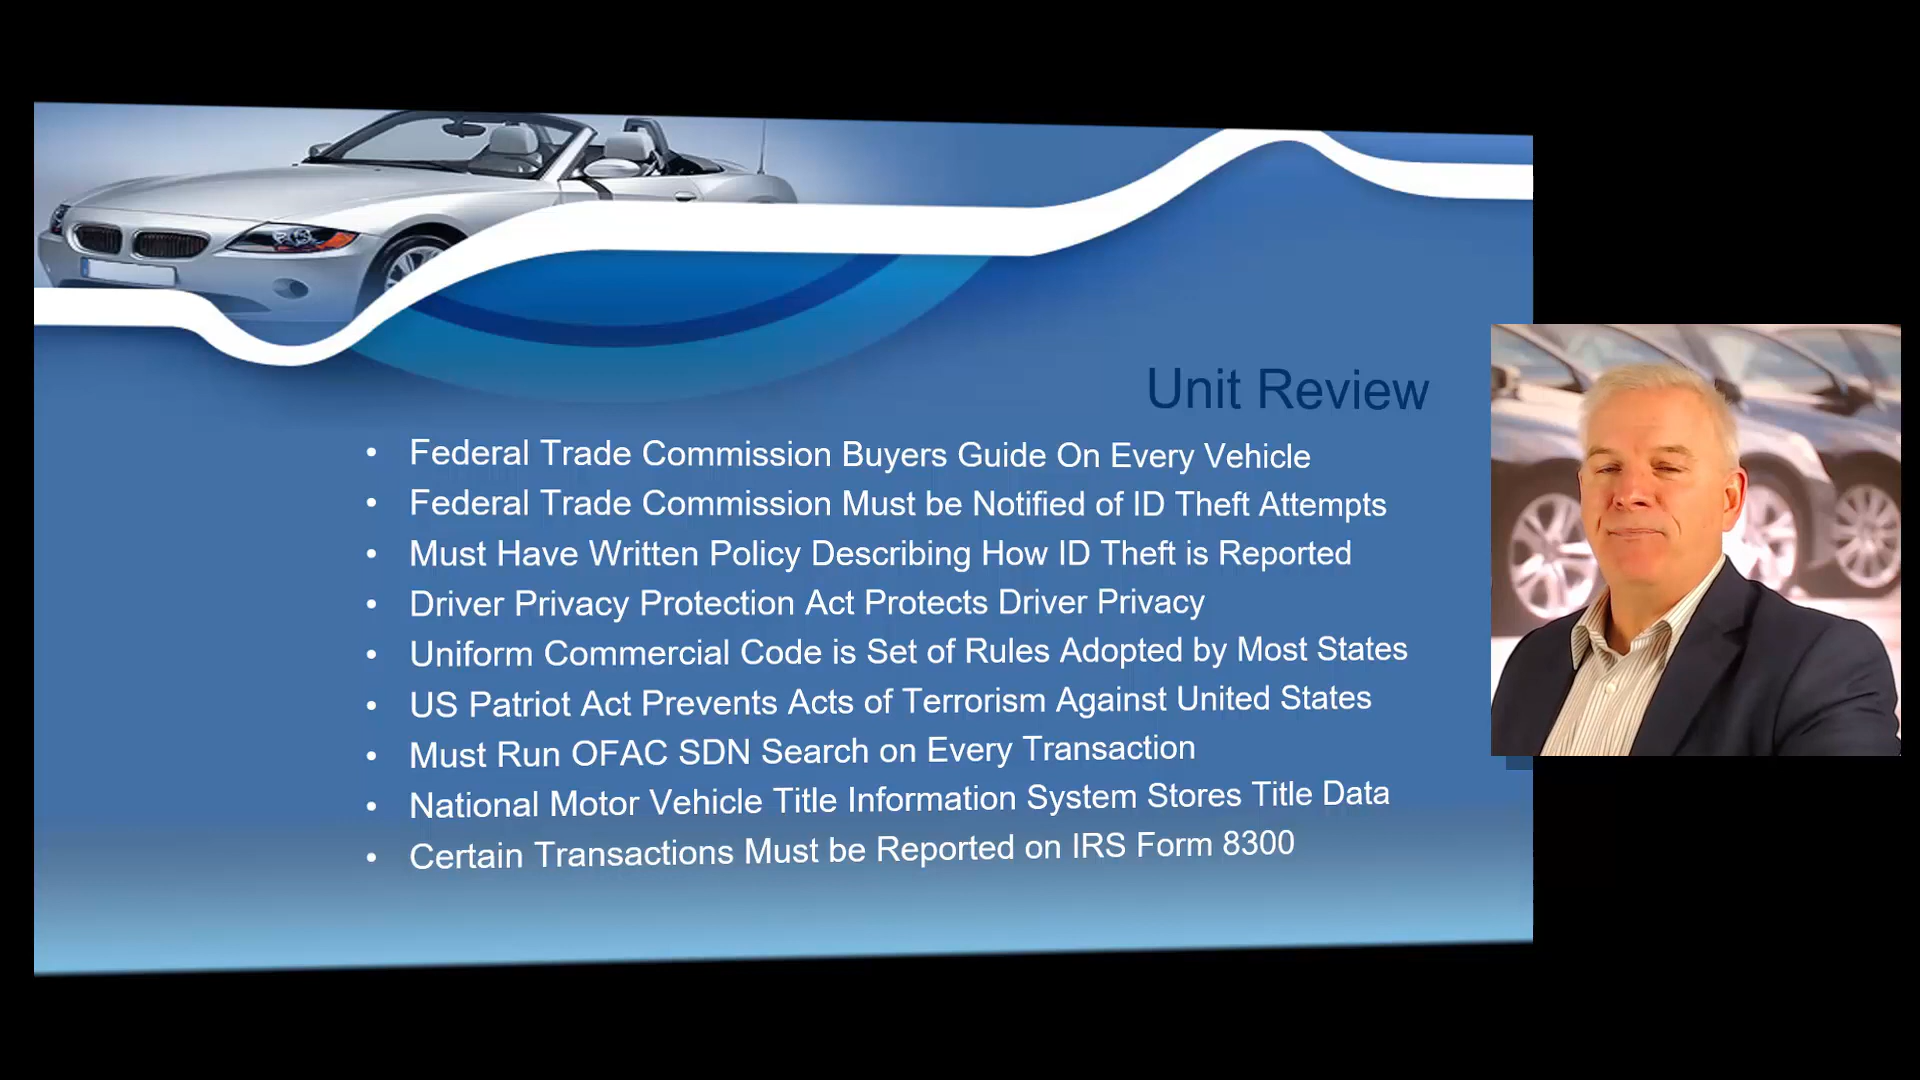 Unit Review
• Federal Trade Commission Buyers Guide On Every Vehicle
• Federal Trade Commission Must be Notified of ID Theft Attempts
• Must Have Written Policy Describing How ID Theft is Reported
• Driver Privacy Protection Act Protects Driver Privacy
• Uniform Commercial Code is Set of Rules Adopted by Most States
• US Patriot Act Prevents Acts of Terrorism Against United States
• Must Run OFAC SDN Search on Every Transaction
• National Motor Vehicle Title Information System Stores Title Data
• Certain Transactions Must be Reported on IRS Form 8300